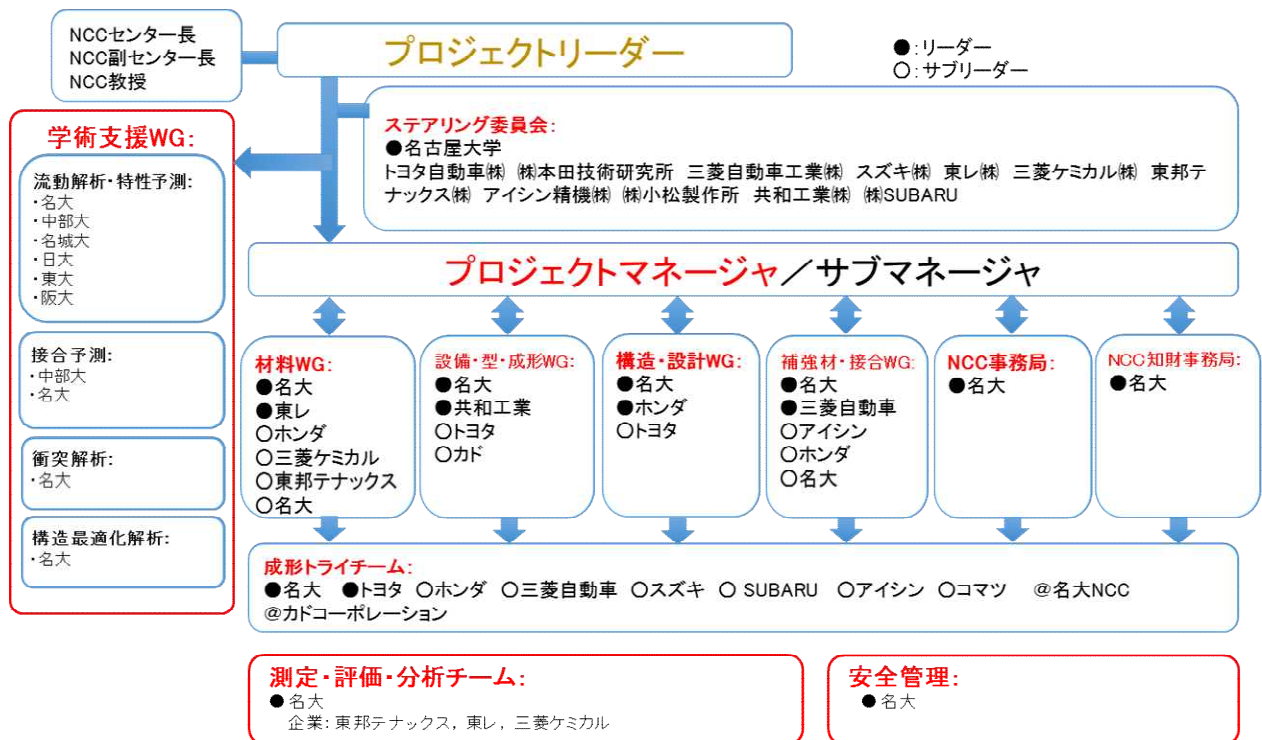 NCCセンター長
NCC副センター長
NCC教授
プロジェクトリーダー
●:リーダー
○:サブリーダー
ステアリング委員会:
●名古屋大学
トヨタ自動車㈱ ㈱本田技術研究所 三菱自動車工業㈱ スズキ㈱ 東レ㈱ 三菱ケミカル㈱ 東邦テ
ナックス㈱ アイシン精機㈱ ㈱小松製作所 共和工業㈱ ㈱SUBARU
学術支援WG:
流動解析・特性予測:
・名大
・中部大
・名城大
・日大
・東大
・阪大
接合予測:
・中部大
・名大
衝突解析:
・名大
構造最適化解析:
・名大
プロジェクトマネージャ／サブマネージャ
材料WG:
●名大
●東レ
○ホンダ
○三菱ケミカル
○東邦テナックス
○名大
設備・型・成形WG:
●名大
●共和工業
○トヨタ
○カド
構造・設計WG:
●名大
●ホンダ
○トヨタ
補強材・接合WG:
●名大
●三菱自動車
○アイシン
○ホンダ
○名大
NCC事務局:
●名大
NCC知財事務局:
●名大
成形トライチーム:
●名大 ●トヨタ ○ホンダ ○三菱自動車 ○スズキ ○ SUBARU ○アイシン ○コマツ @名大NCC
@カドコーポレーション
測定・評価・分析チーム:
●名大
企業: 東邦テナックス, 東レ, 三菱ケミカル
安全管理:
●名大